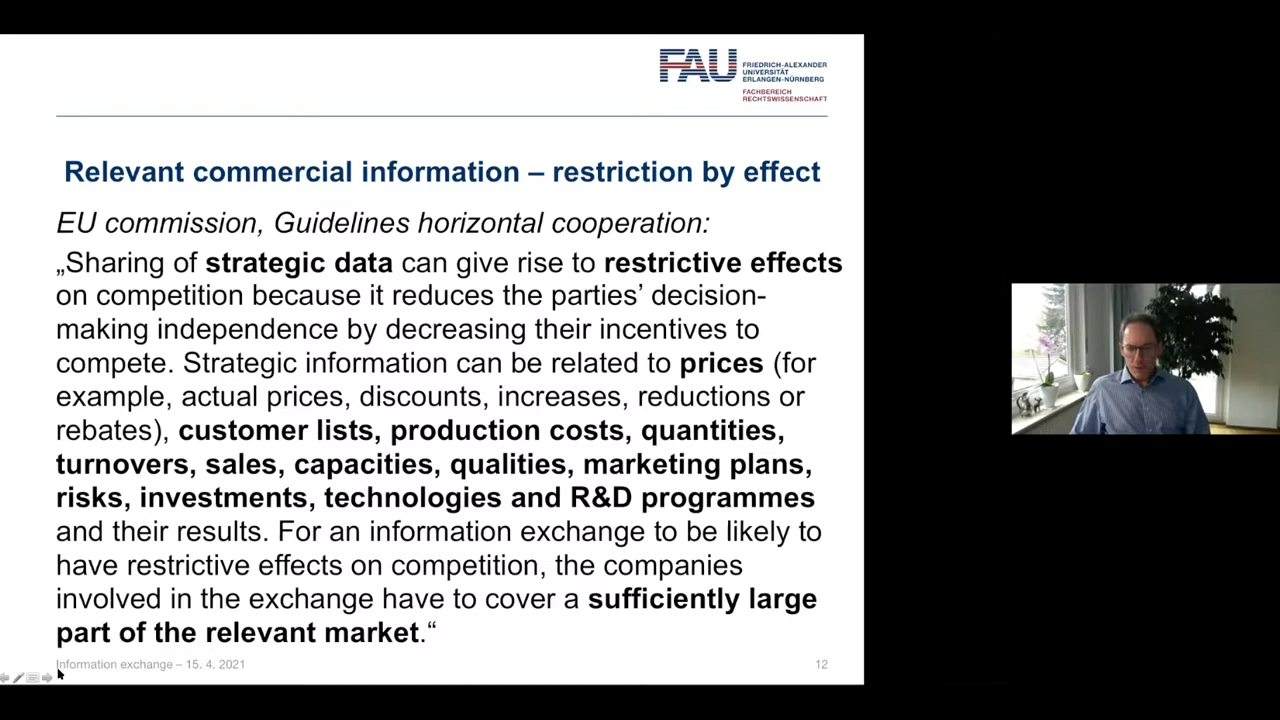 FAU
FRIEDRICH-ALEXANDER
UNIVERSITÄT
ERLANGEN-NÜRNBERG
FACHBEREICH
RECHTSWISSENSCHAFT
Relevant commercial information – restriction by effect
EU commission, Guidelines horizontal cooperation:
„Sharing of strategic data can give rise to restrictive effects
on competition because it reduces the parties’ decision-
making independence by decreasing their incentives to
compete. Strategic information can be related to prices (for
example, actual prices, discounts, increases, reductions or
rebates), customer lists, production costs, quantities,
turnovers, sales, capacities, qualities, marketing plans,
risks, investments, technologies and R&D programmes
and their results. For an information exchange to be likely to
have restrictive effects on competition, the companies
involved in the exchange have to cover a sufficiently large
part of the relevant market.“
Information exchange – 15. 4. 2021
12